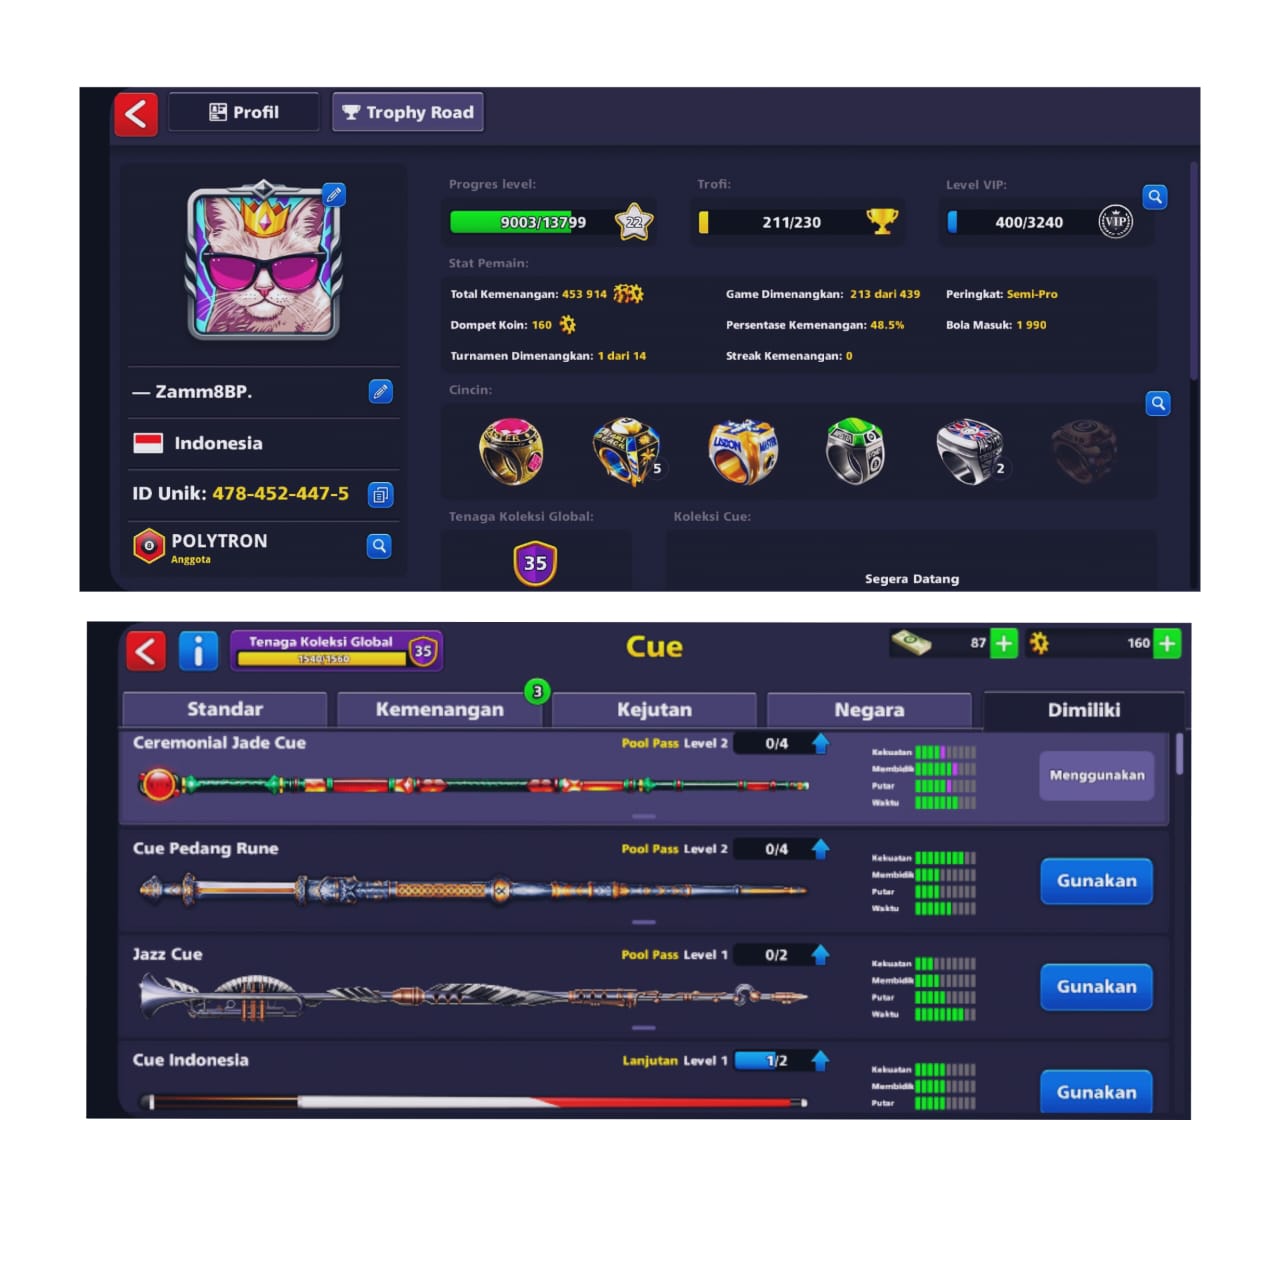 Profil
Trophy Road
Progres level:
9003/13799
22
Trofi:
211/230
Level VIP:
400/3240
VIP
Stat Pemain:
Total Kemenangan: 453 914
Game Dimenangkan: 213 dari 439
Peringkat: Semi-Pro
Dompet Koin: 160
Persentase Kemenangan: 48.5%
Bola Masuk: 1 990
Turnamen Dimenangkan: 1 dari 14
Streak Kemenangan: 0
— Zamm8BP.
Indonesia
ID Unik: 478-452-447-5
8
POLYTRON
Anggota
Cincin:
LISBON
5
2
Tenaga Koleksi Global:
35
Koleksi Cue:
Segera Datang
Tenaga Koleksi Global
1540/1560
35
Cue
87
160
Standar
Kemenangan
3
Kejutan
Negara
Dimiliki
Ceremonial Jade Cue
Pool Pass Level 2
0/4
Kekuatan
Membidik
Putar
Waktu
Menggunakan
Cue Pedang Rune
Pool Pass Level 2
0/4
Kekuatan
Membidik
Putar
Waktu
Gunakan
Jazz Cue
Pool Pass Level 1
0/2
Kekuatan
Membidik
Putar
Waktu
Gunakan
Cue Indonesia
Lanjutan Level 1
1/2
Kekuatan
Membidik
Putar
Gunakan